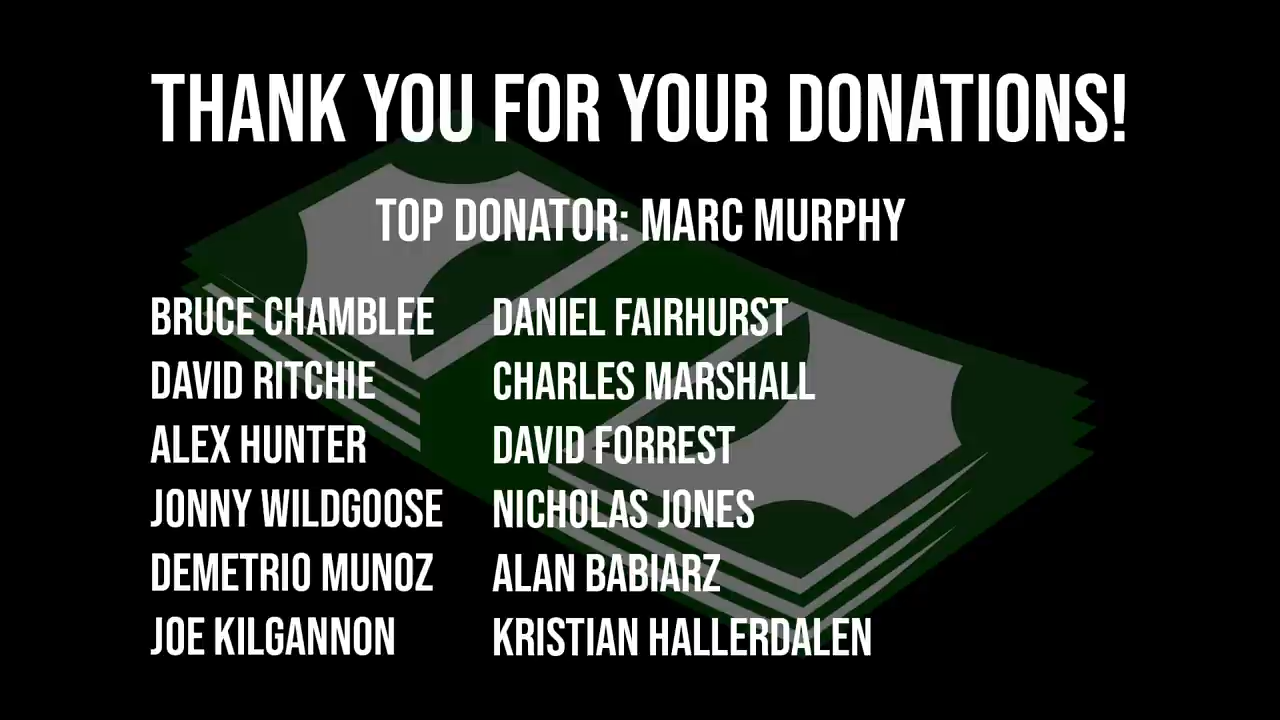 THANK YOU FOR YOUR DONATIONS!
TOP DONATOR: MARC MURPHY
BRUCE CHAMBLEE
DAVID RITCHIE
ALEX HUNTER
JONNY WILDGOOSE
DEMETRIO MUNOZ
JOE KILGANNON
DANIEL FAIRHURST
CHARLES MARSHALL
DAVID FORREST
NICHOLAS JONES
ALAN BABIARZ
KRISTIAN HALLERDALEN